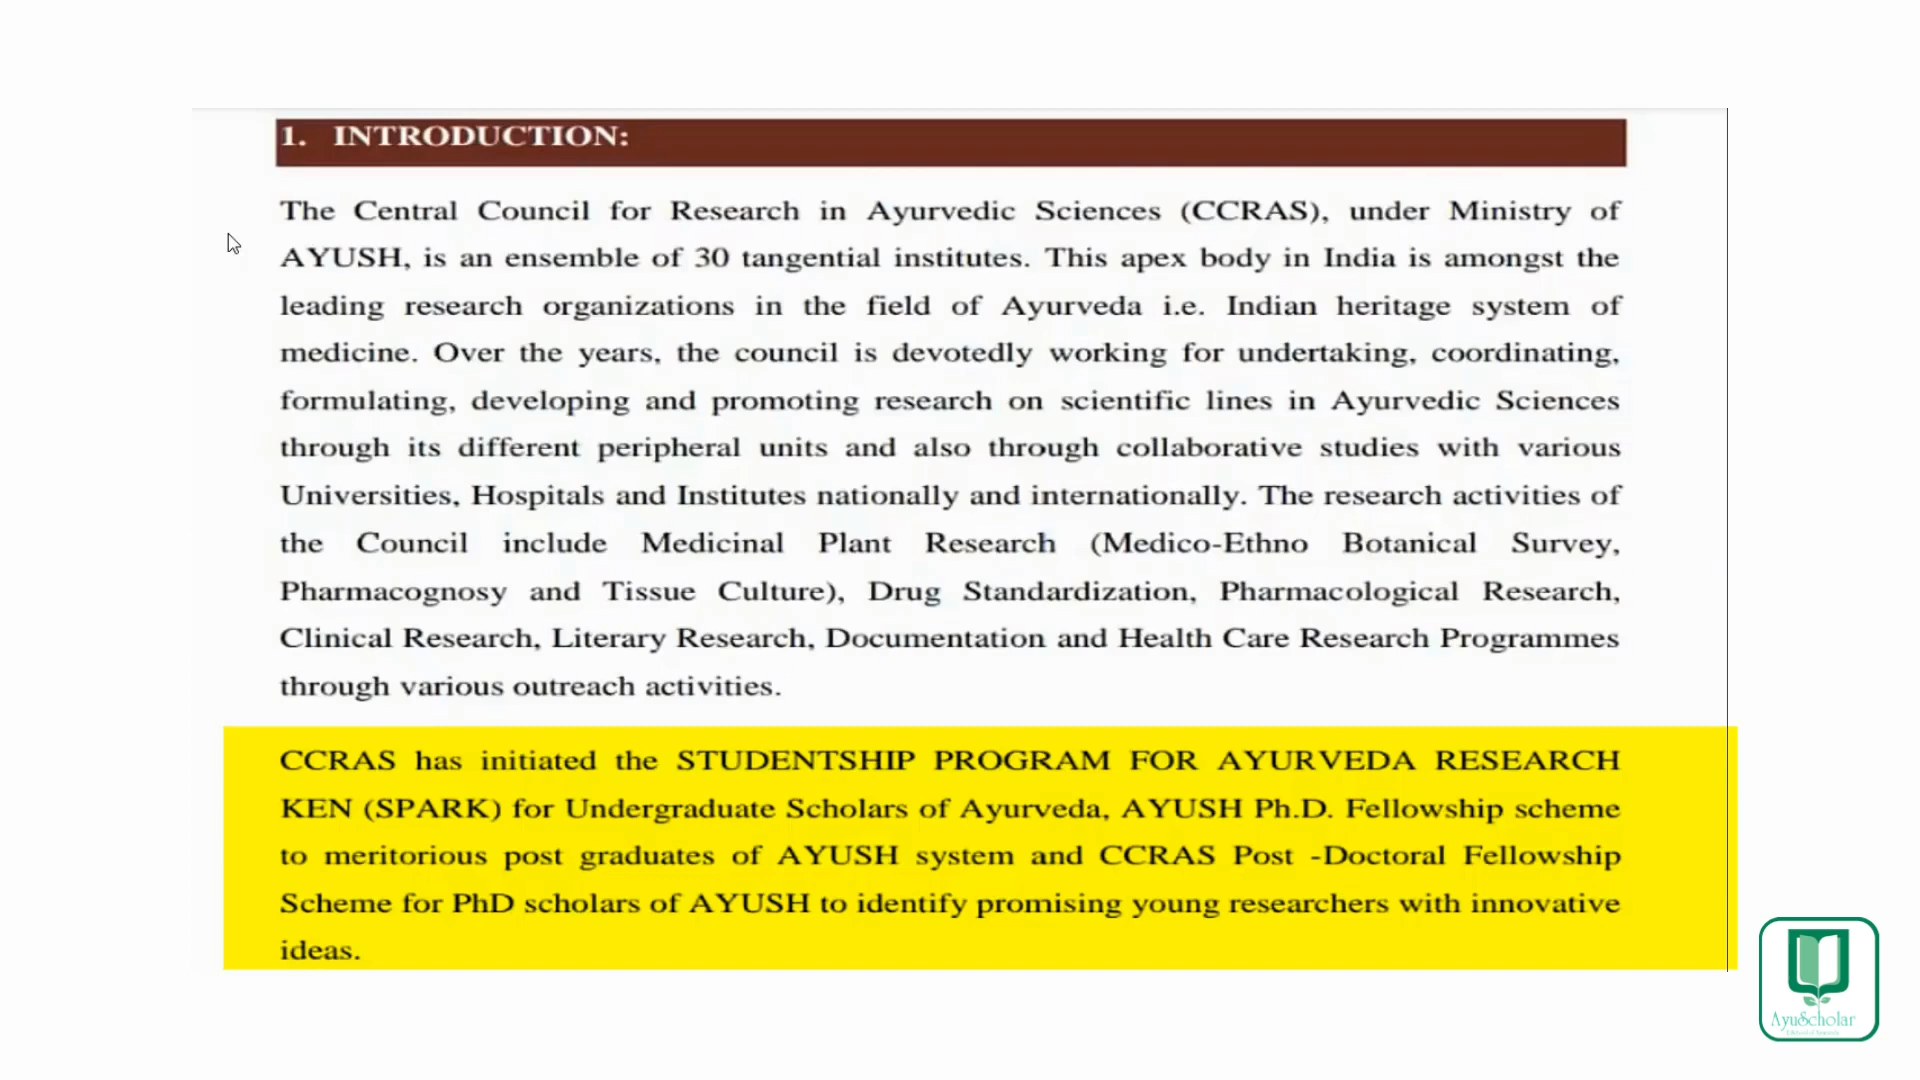 1. INTRODUCTION:
The Central Council for Research in Ayurvedic Sciences (CCRAS), under Ministry of
AYUSH, is an ensemble of 30 tangential institutes. This apex body in India is amongst the
leading research organizations in the field of Ayurveda i.e. Indian heritage system of
medicine. Over the years, the council is devotedly working for undertaking, coordinating,
formulating, developing and promoting research on scientific lines in Ayurvedic Sciences
through its different peripheral units and also through collaborative studies with various
Universities, Hospitals and Institutes nationally and internationally. The research activities of
the Council include Medicinal Plant Research (Medico-Ethno Botanical Survey,
Pharmacognosy and Tissue Culture), Drug Standardization, Pharmacological Research,
Clinical Research, Literary Research, Documentation and Health Care Research Programmes
through various outreach activities.
CCRAS has initiated the STUDENTSHIP PROGRAM FOR AYURVEDA RESEARCH
KEN (SPARK) for Undergraduate Scholars of Ayurveda, AYUSH Ph.D. Fellowship scheme
to meritorious post graduates of AYUSH system and CCRAS Post -Doctoral Fellowship
Scheme for PhD scholars of AYUSH to identify promising young researchers with innovative
ideas.
AyuScholar